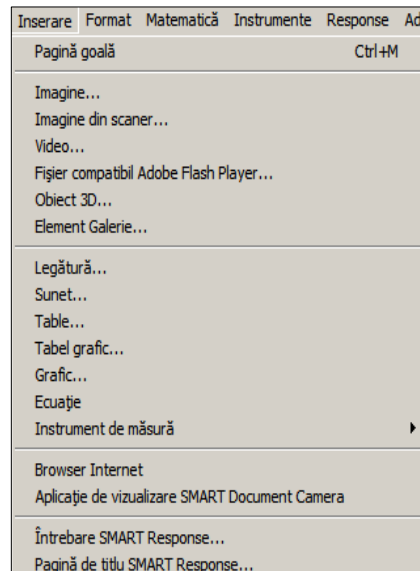 Inserare Format Matematică Instrumente Response Ad
Pagină goală Ctrl+M
Imagine...
Imagine din scaner...
Video...
Fişier compatibil Adobe Flash Player...
Obiect 3D...
Element Galerie...
Legătură...
Sunet...
Table...
Tabel grafic...
Grafic...
Ecuaţie
Instrument de măsură
Browser Internet
Aplicaţie de vizualizare SMART Document Camera
Întrebare SMART Response...
Pagină de titlu SMART Response...